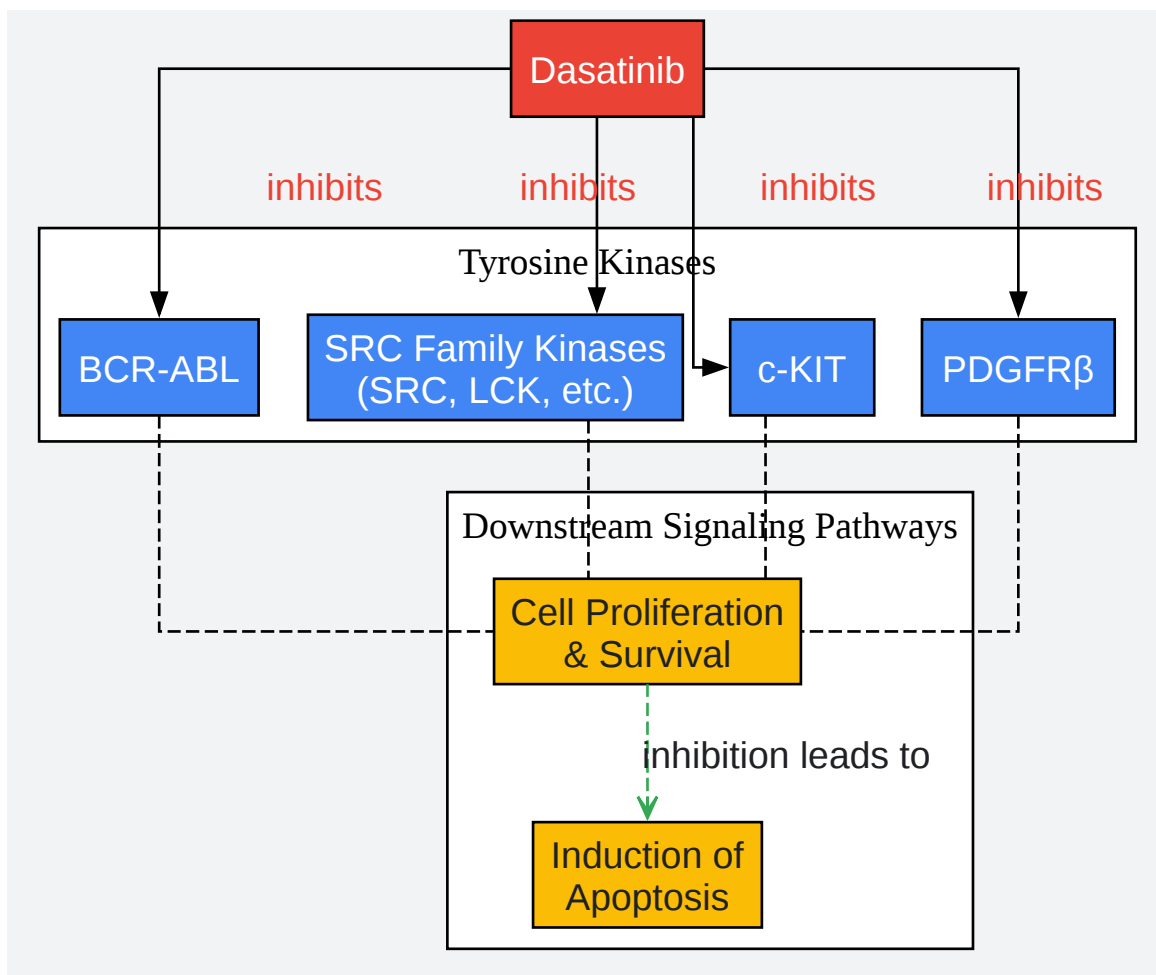 Dasatinib
inhibits inhibits inhibits inhibits
Tyrosine Kinases
BCR-ABL
SRC Family Kinases
(SRC, LCK, etc.)
c-KIT
PDGFRβ
Downstream Signaling Pathways
Cell Proliferation
& Survival
inhibition leads to
Induction of
Apoptosis